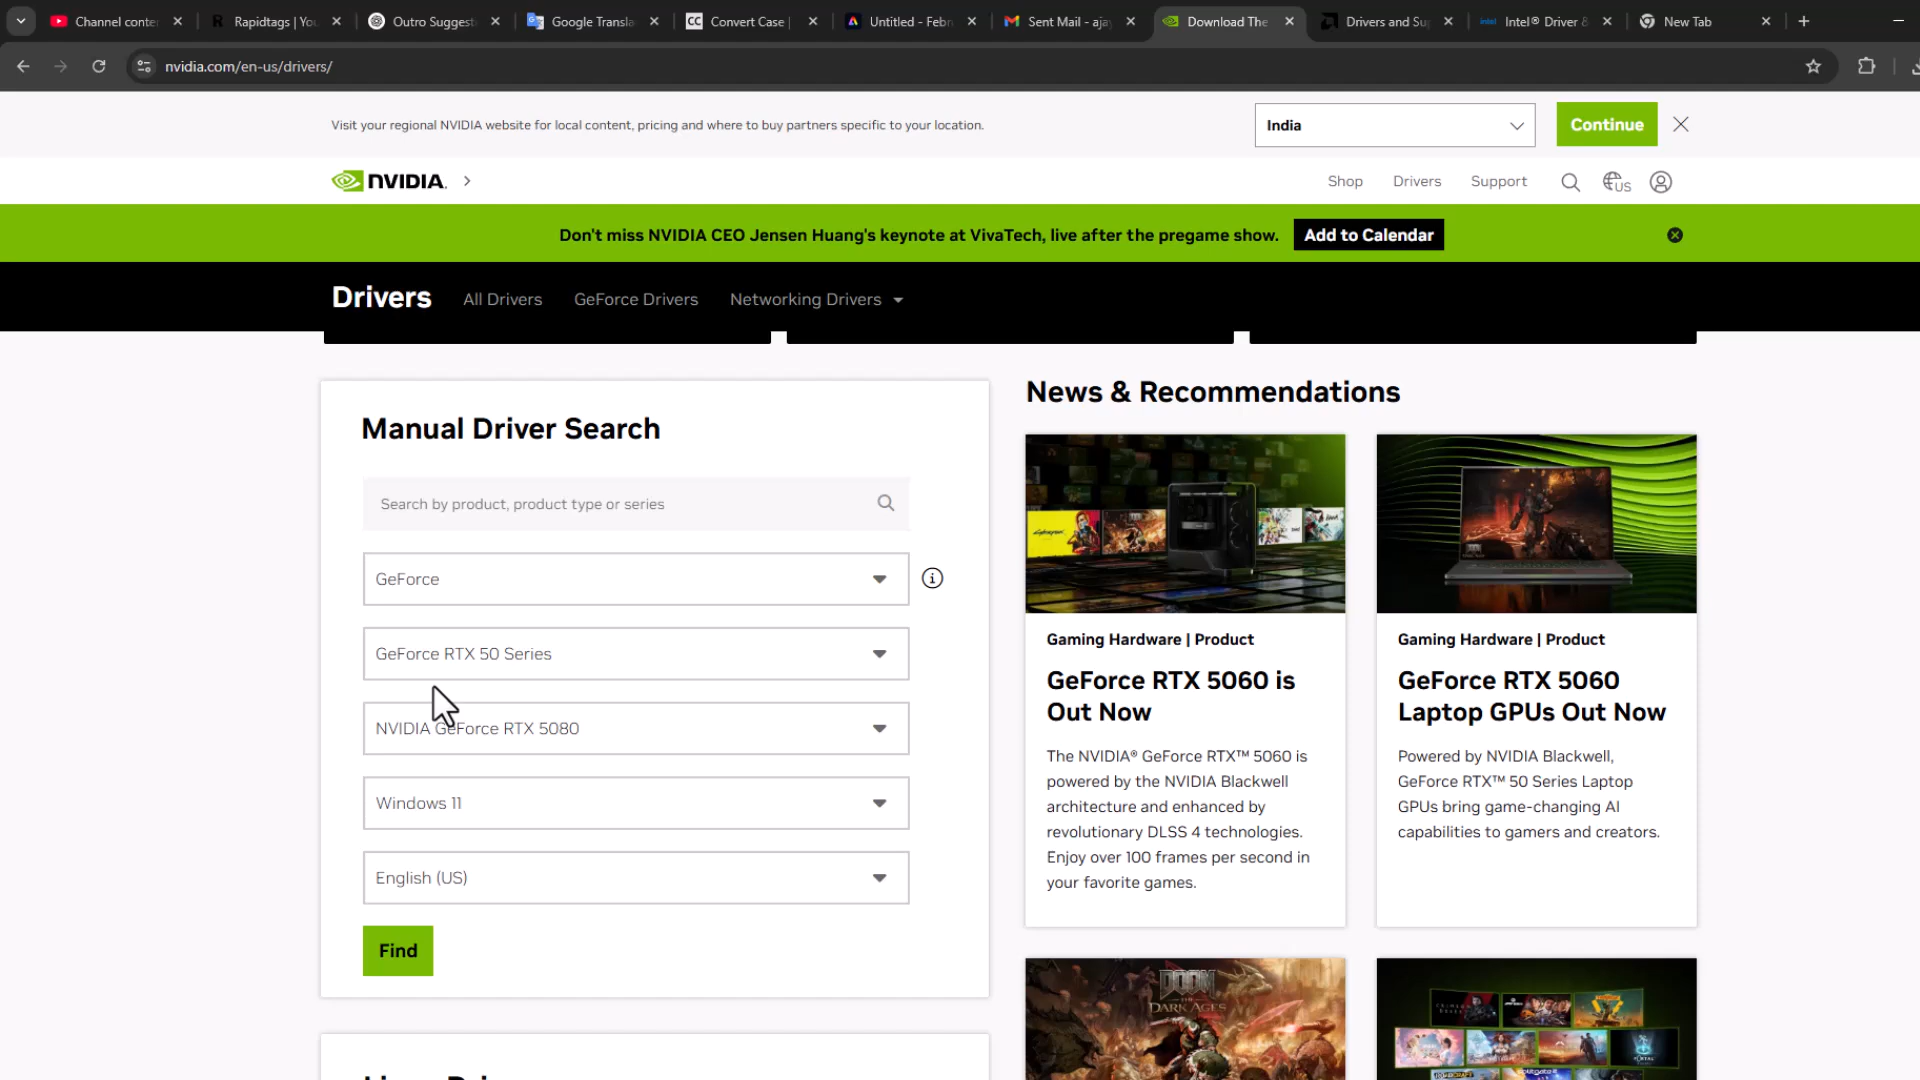 Channel conter
Rapidtags | You
Outro Suggest
Google Transla
Convert Case |
Untitled - Febr
Sent Mail - aja
Download The
Drivers and Sup
Intel® Driver &
New Tab
nvidia.com/en-us/drivers/
Visit your regional NVIDIA website for local content, pricing and where to buy partners specific to your location.
India
Continue
NVIDIA.
Shop
Drivers
Support
US
Don't miss NVIDIA CEO Jensen Huang's keynote at VivaTech, live after the pregame show.
Add to Calendar
Drivers
All Drivers
GeForce Drivers
Networking Drivers
Manual Driver Search
Search by product, product type or series
GeForce
GeForce RTX 50 Series
NVIDIA GeForce RTX 5080
Windows 11
English (US)
Find
News & Recommendations
Gaming Hardware | Product
GeForce RTX 5060 is
Out Now
The NVIDIA® GeForce RTX™ 5060 is
powered by the NVIDIA Blackwell
architecture and enhanced by
revolutionary DLSS 4 technologies.
Enjoy over 100 frames per second in
your favorite games.
Gaming Hardware | Product
GeForce RTX 5060
Laptop GPUs Out Now
Powered by NVIDIA Blackwell,
GeForce RTX™ 50 Series Laptop
GPUs bring game-changing AI
capabilities to gamers and creators.
DOOM
THE
DARK AGES